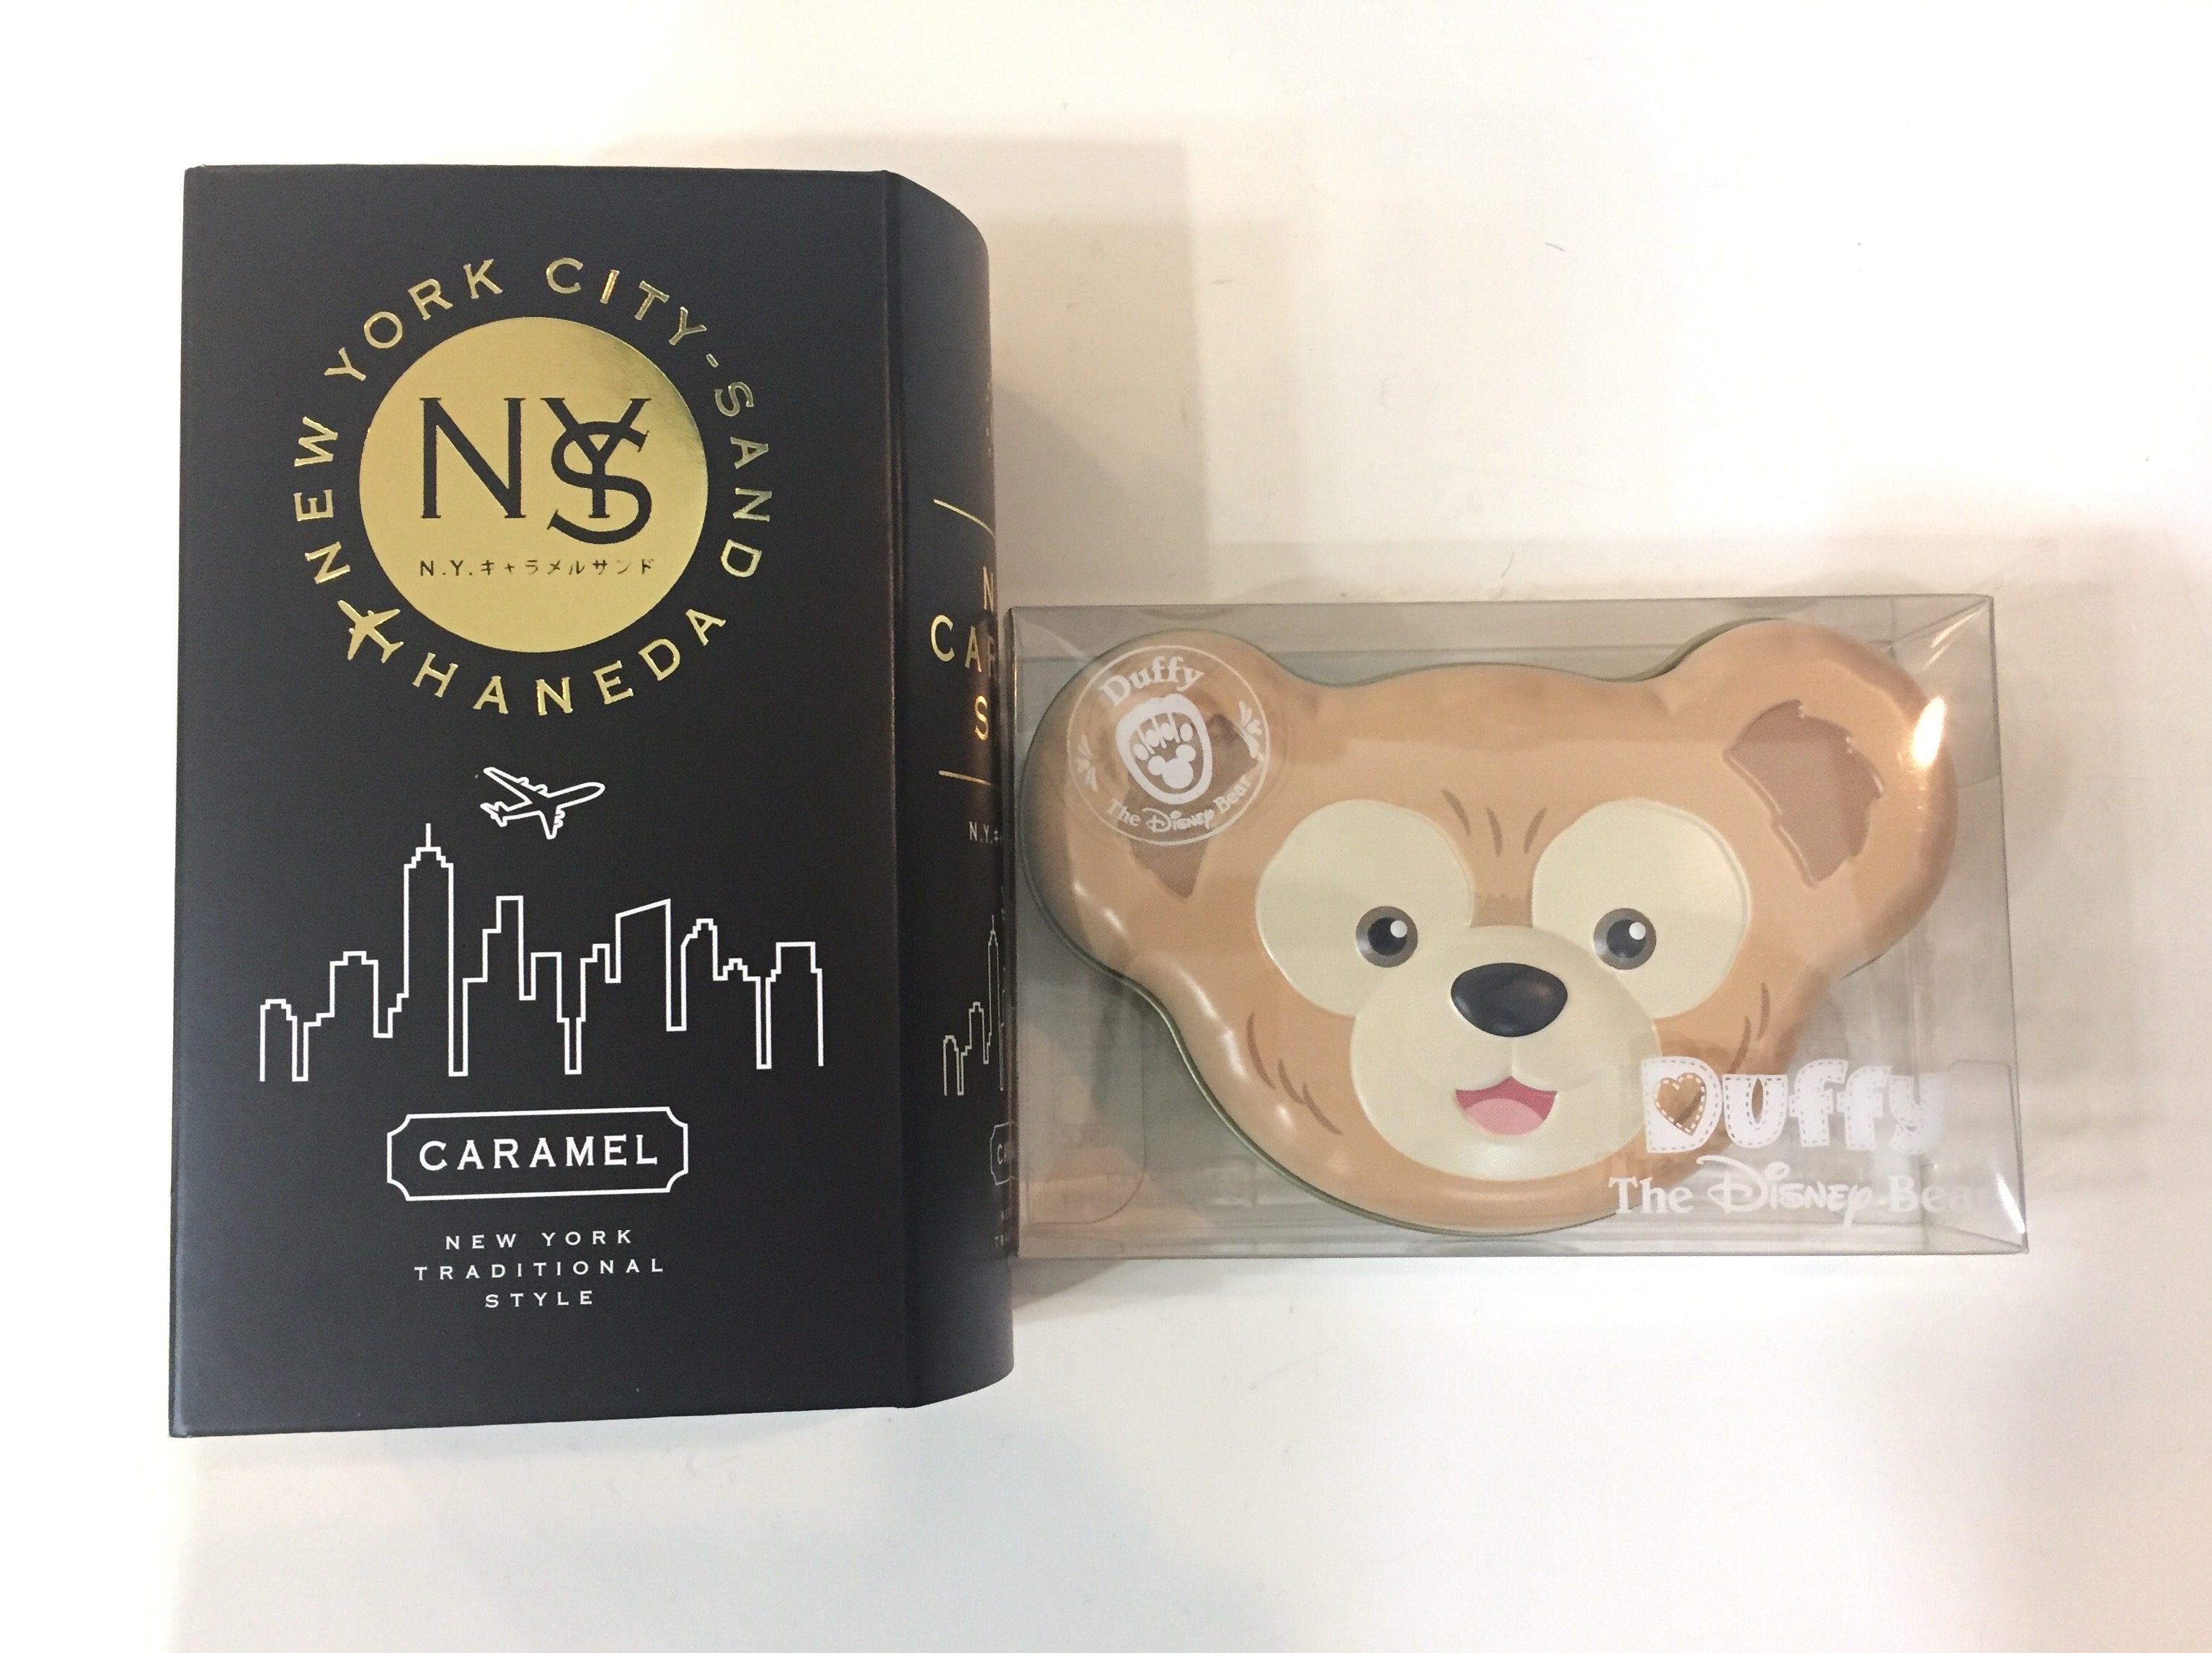 NEW YORK CITY-SAND
NYS
N.Y.キャラメルサンド
HANEDA
CARAMEL
NEW YORK
TRADITIONAL
STYLE
Duffy
The Disney Bear
Duffy
The Disney Bear